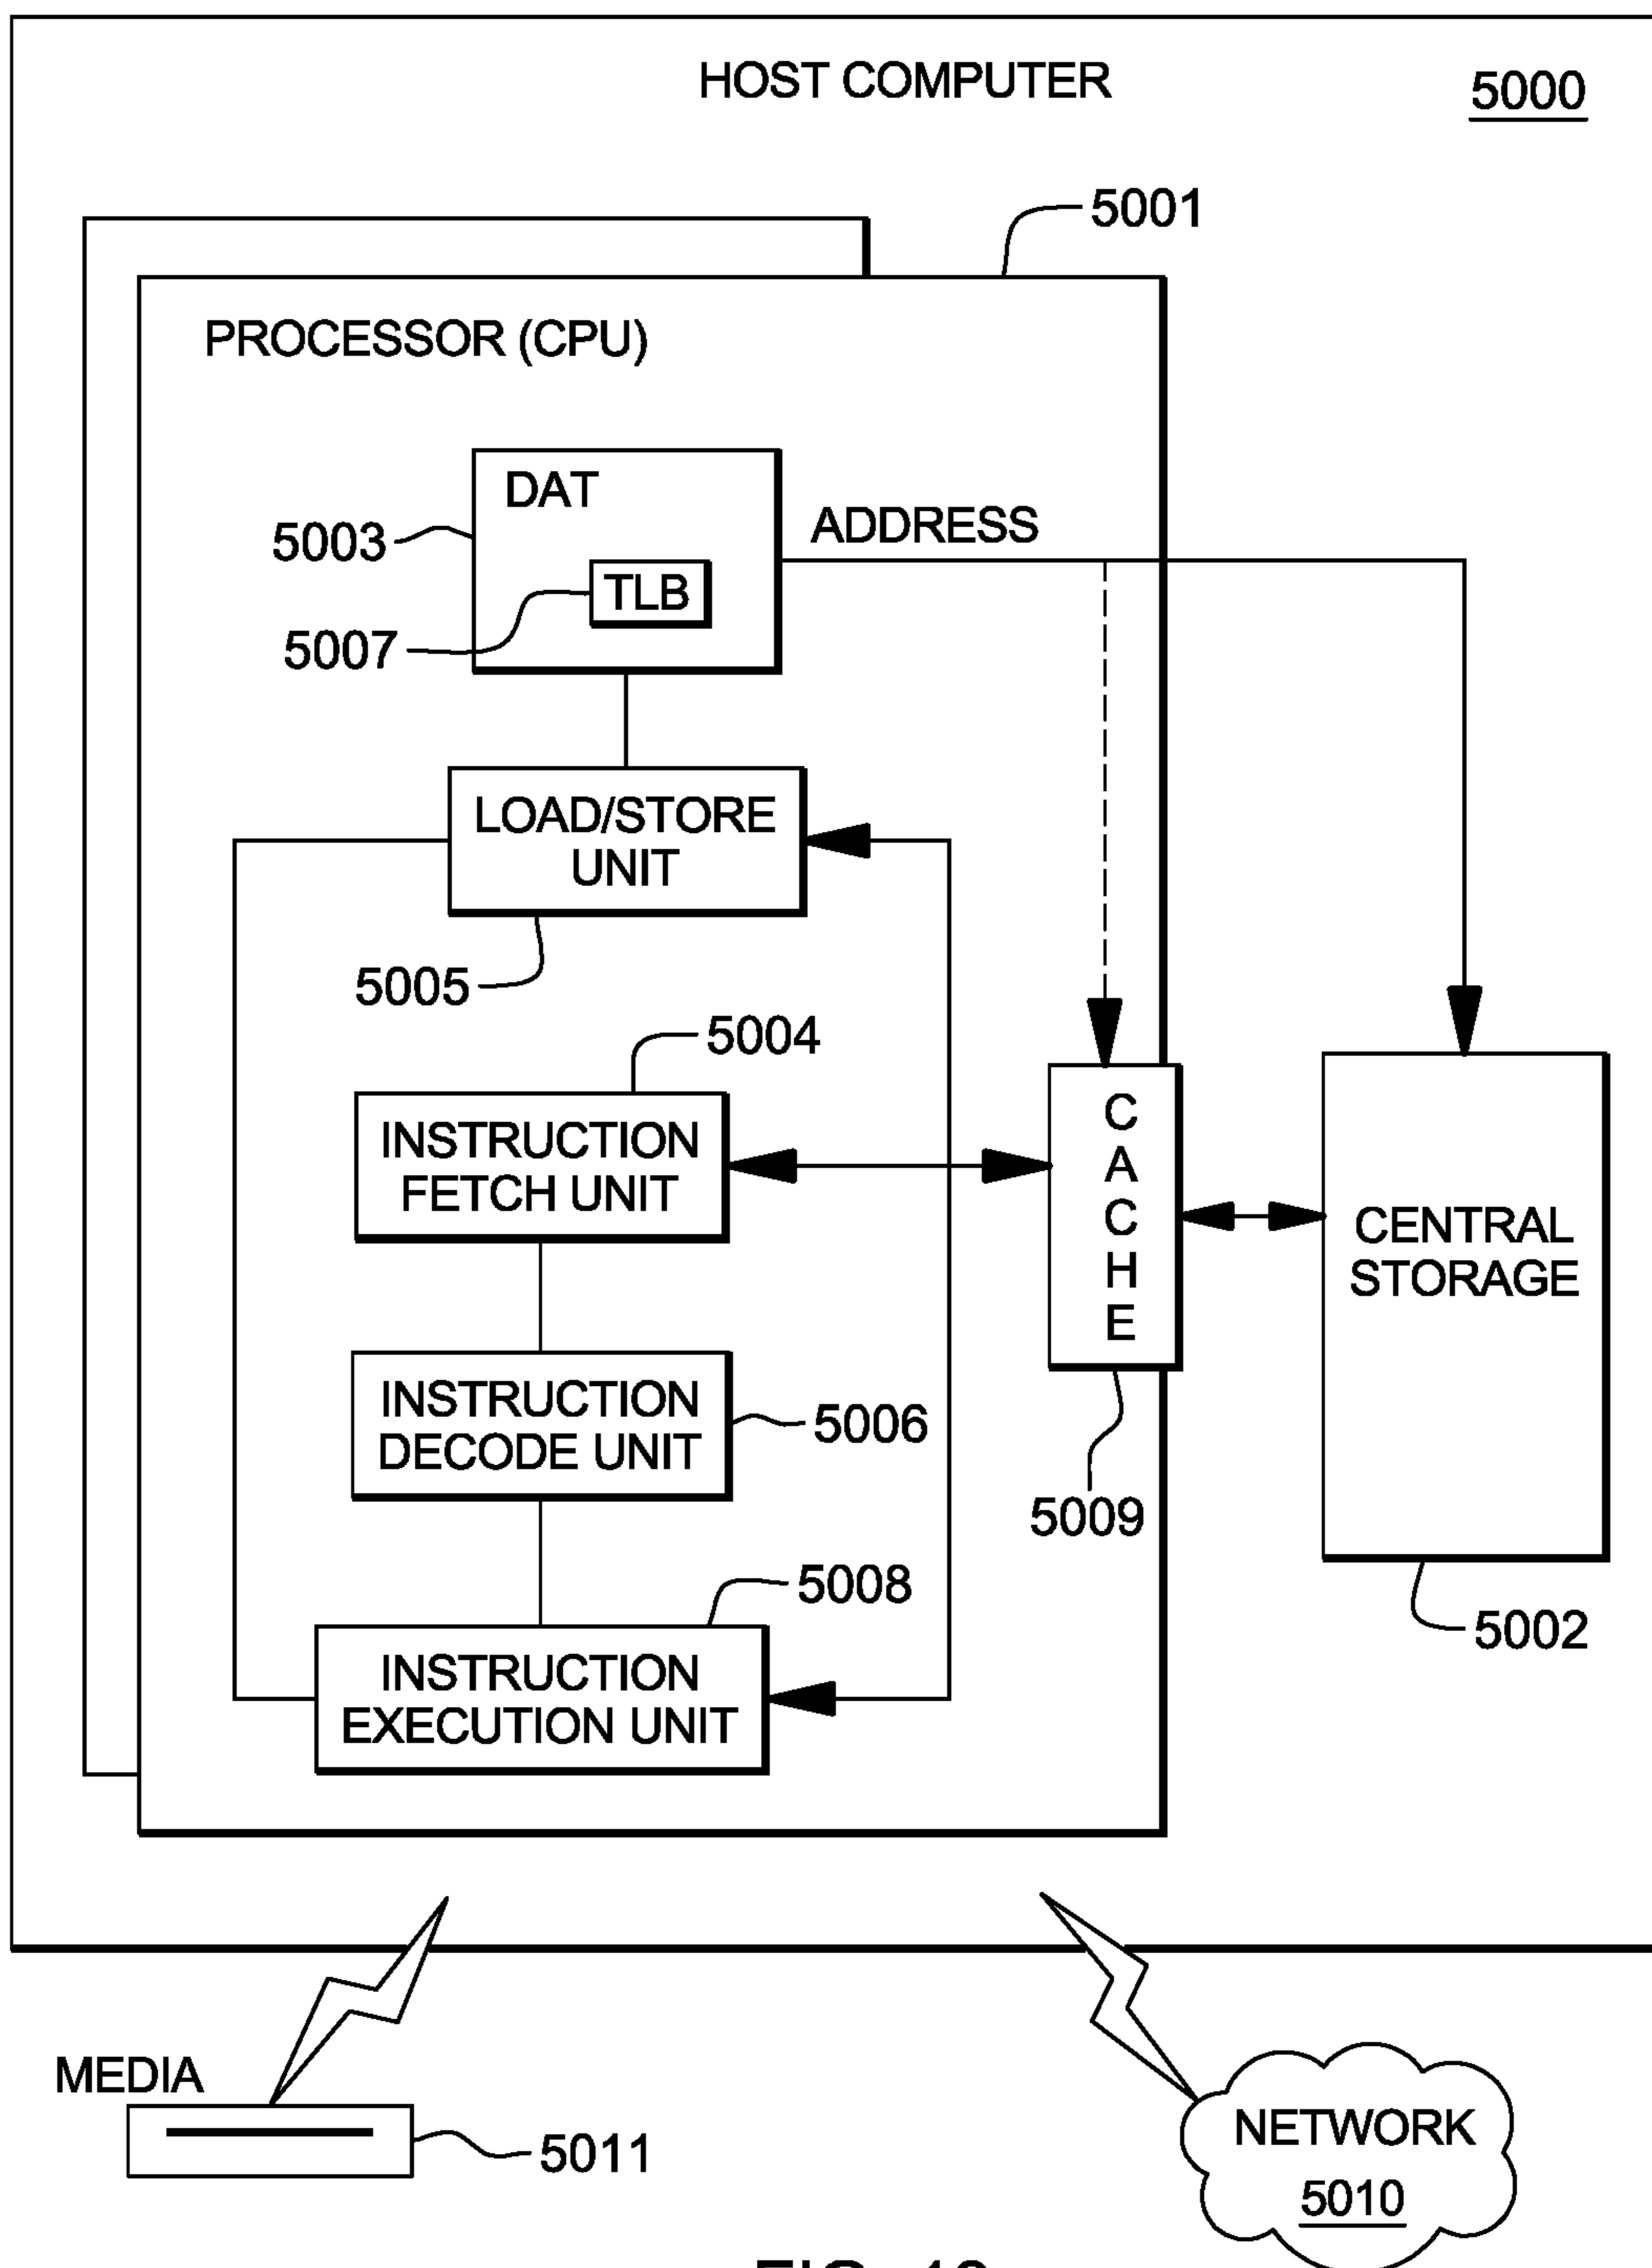 HOST COMPUTER
5000
5001
PROCESSOR (CPU)
DAT
5003
ADDRESS
TLB
5007
LOAD/STORE
UNIT
5005
5004
INSTRUCTION
FETCH UNIT
C
A
C
H
E
CENTRAL
STORAGE
INSTRUCTION
DECODE UNIT
5006
5009
5008
5002
INSTRUCTION
EXECUTION UNIT
MEDIA
5011
NETWORK
5010